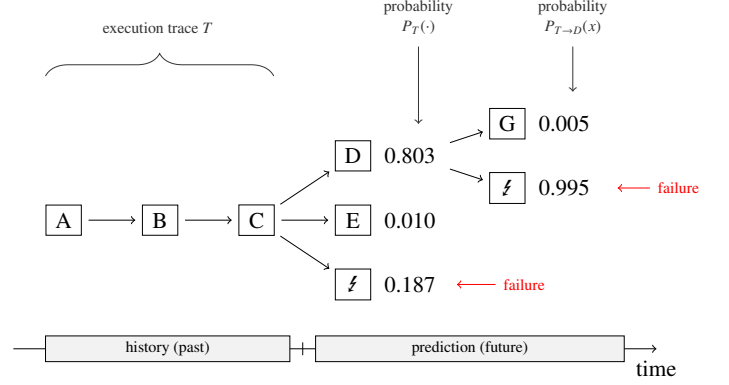 probability
P_T(·)
probability
P_{T→D}(x)
execution trace T
G 0.005
D 0.803
0.995
failure
A B C E 0.010
0.187
failure
history (past)
prediction (future)
time